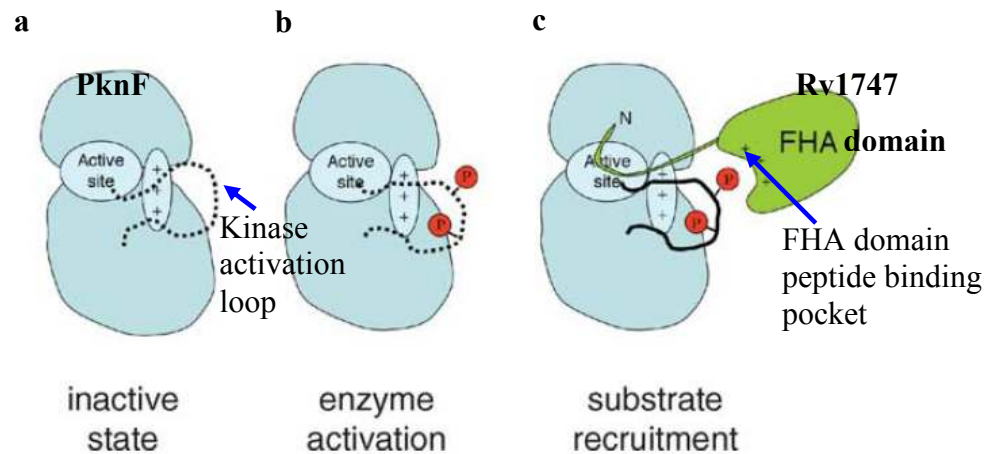 a
PknF
Active
site
+
+
+
Kinase
activation
loop
inactive
state
b
Active
site
+
+
+
P
P
enzyme
activation
c
Rv1747
N
FHA domain
Active
site
+
+
+
P
P
+
+
+
FHA domain
peptide binding
pocket
substrate
recruitment